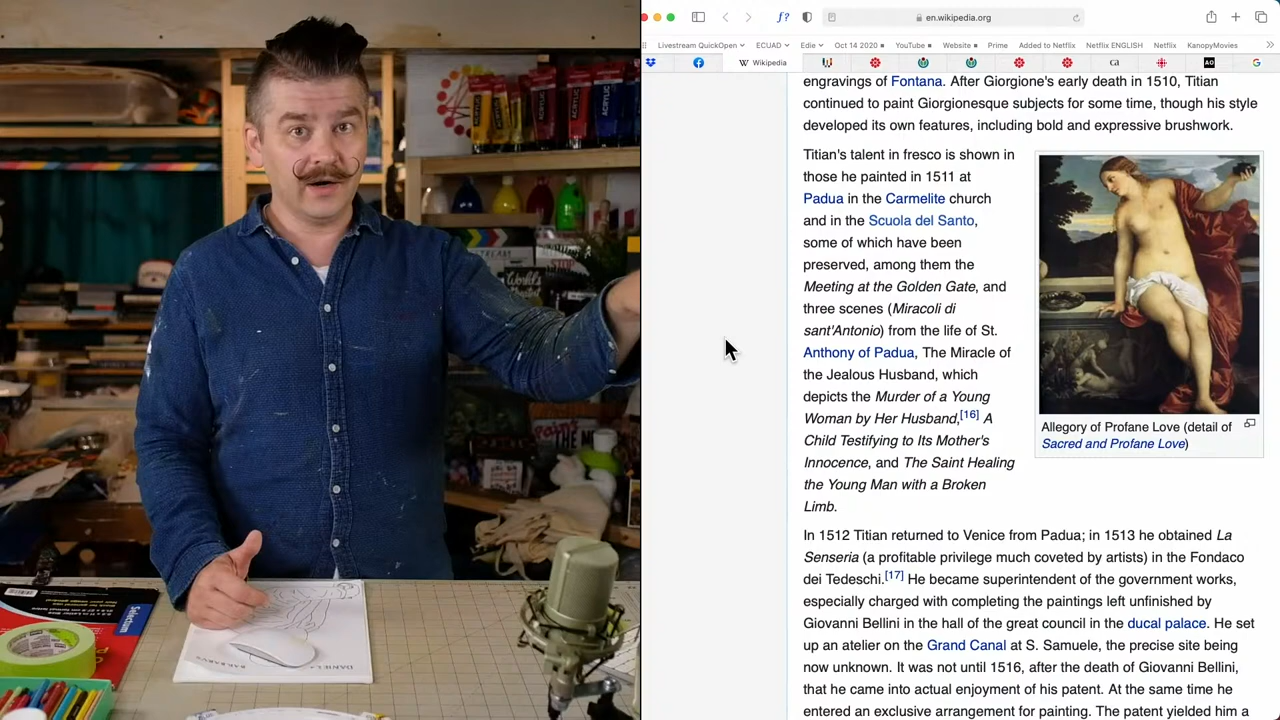 f?
en.wikipedia.org
Livestream QuickOpen
ECUAD
Edie
Oct 14 2020
YouTube
Website
Prime
Added to Netflix
Netflix ENGLISH
Netflix
KanopyMovies
W Wikipedia
ca
AO
G
engravings of Fontana. After Giorgione's early death in 1510, Titian
continued to paint Giorgionesque subjects for some time, though his style
developed its own features, including bold and expressive brushwork.
Titian's talent in fresco is shown in
those he painted in 1511 at
Padua in the Carmelite church
and in the Scuola del Santo,
some of which have been
preserved, among them the
Meeting at the Golden Gate, and
three scenes (Miracoli di
sant'Antonio) from the life of St.
Anthony of Padua, The Miracle of
the Jealous Husband, which
depicts the Murder of a Young
Woman by Her Husband,[16] A
Child Testifying to Its Mother's
Innocence, and The Saint Healing
the Young Man with a Broken
Limb.
Allegory of Profane Love (detail of
Sacred and Profane Love)
In 1512 Titian returned to Venice from Padua; in 1513 he obtained La
Senseria (a profitable privilege much coveted by artists) in the Fondaco
dei Tedeschi.[17] He became superintendent of the government works,
especially charged with completing the paintings left unfinished by
Giovanni Bellini in the hall of the great council in the ducal palace. He set
up an atelier on the Grand Canal at S. Samuele, the precise site being
now unknown. It was not until 1516, after the death of Giovanni Bellini,
that he came into actual enjoyment of his patent. At the same time he
entered an exclusive arrangement for painting. The patent yielded him a
ACRYLIC
Spectrum
DANIELA
BARBARA